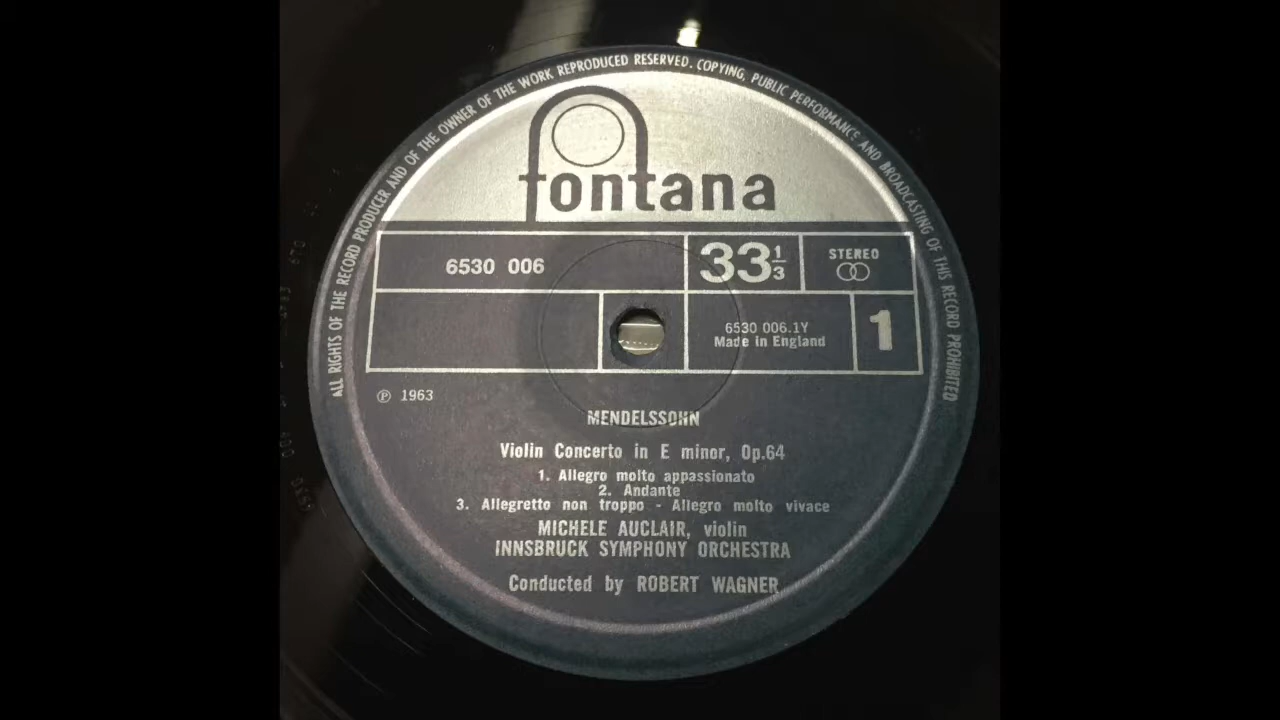 ALL RIGHTS OF THE RECORD PRODUCER AND OF THE OWNER OF THE WORK REPRODUCED RESERVED. COPYING, PUBLIC PERFORMANCE AND BROADCASTING OF THIS RECORD PROHIBITED
fontana
6530 006
33 1/3
STEREO
6530 006.1Y
Made in England
1
Ⓟ 1963
MENDELSSOHN
Violin Concerto in E minor, Op.64
1. Allegro molto appassionato
2. Andante
3. Allegretto non troppo - Allegro molto vivace
MICHELE AUCLAIR, violin
INNSBRUCK SYMPHONY ORCHESTRA
Conducted by ROBERT WAGNER